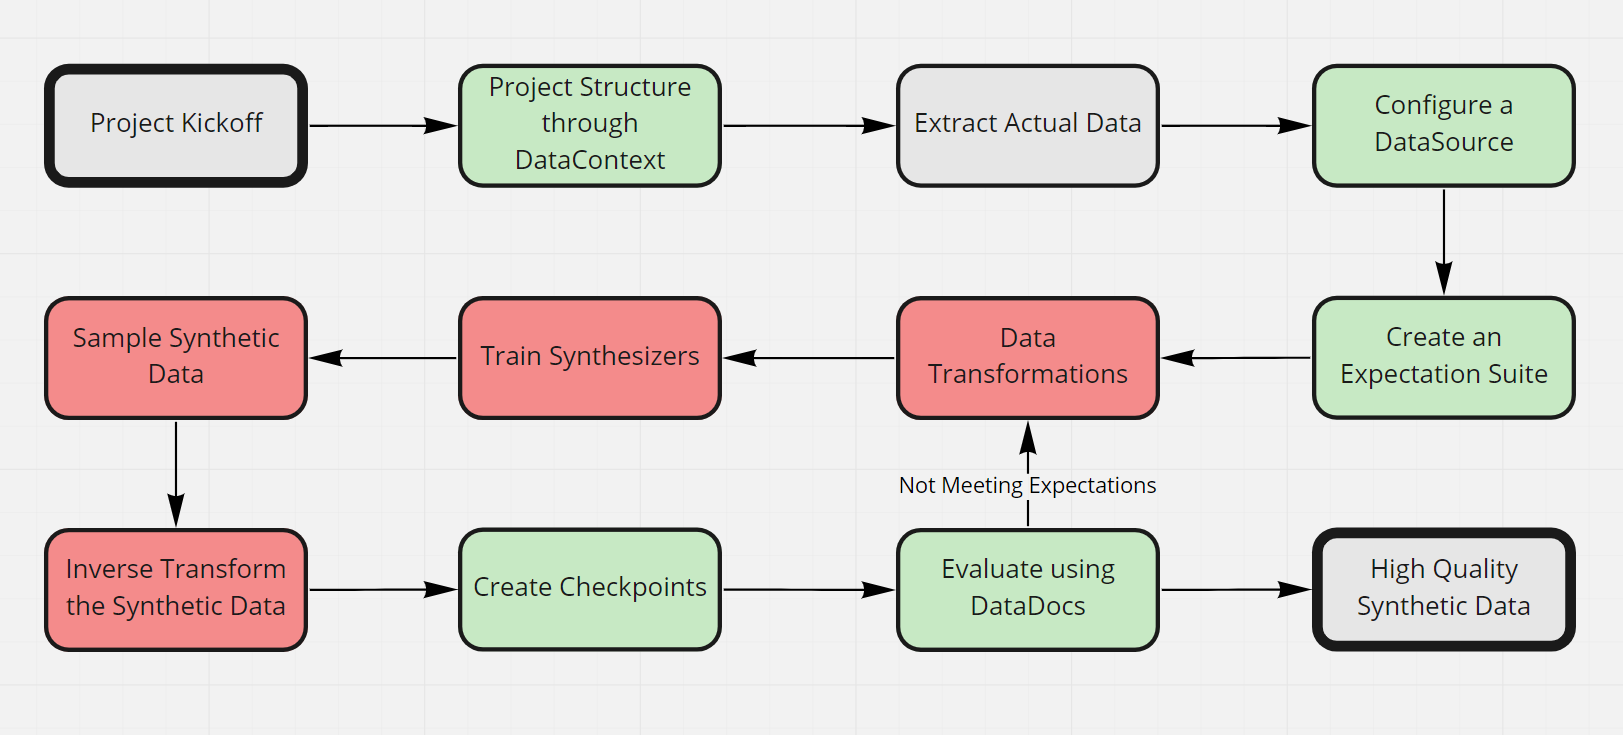 Project Kickoff
Project Structure
through
DataContext
Extract Actual Data
Configure a
DataSource
Sample Synthetic
Data
Train Synthesizers
Data
Transformations
Create an
Expectation Suite
Not Meeting Expectations
Inverse Transform
the Synthetic Data
Create Checkpoints
Evaluate using
DataDocs
High Quality
Synthetic Data